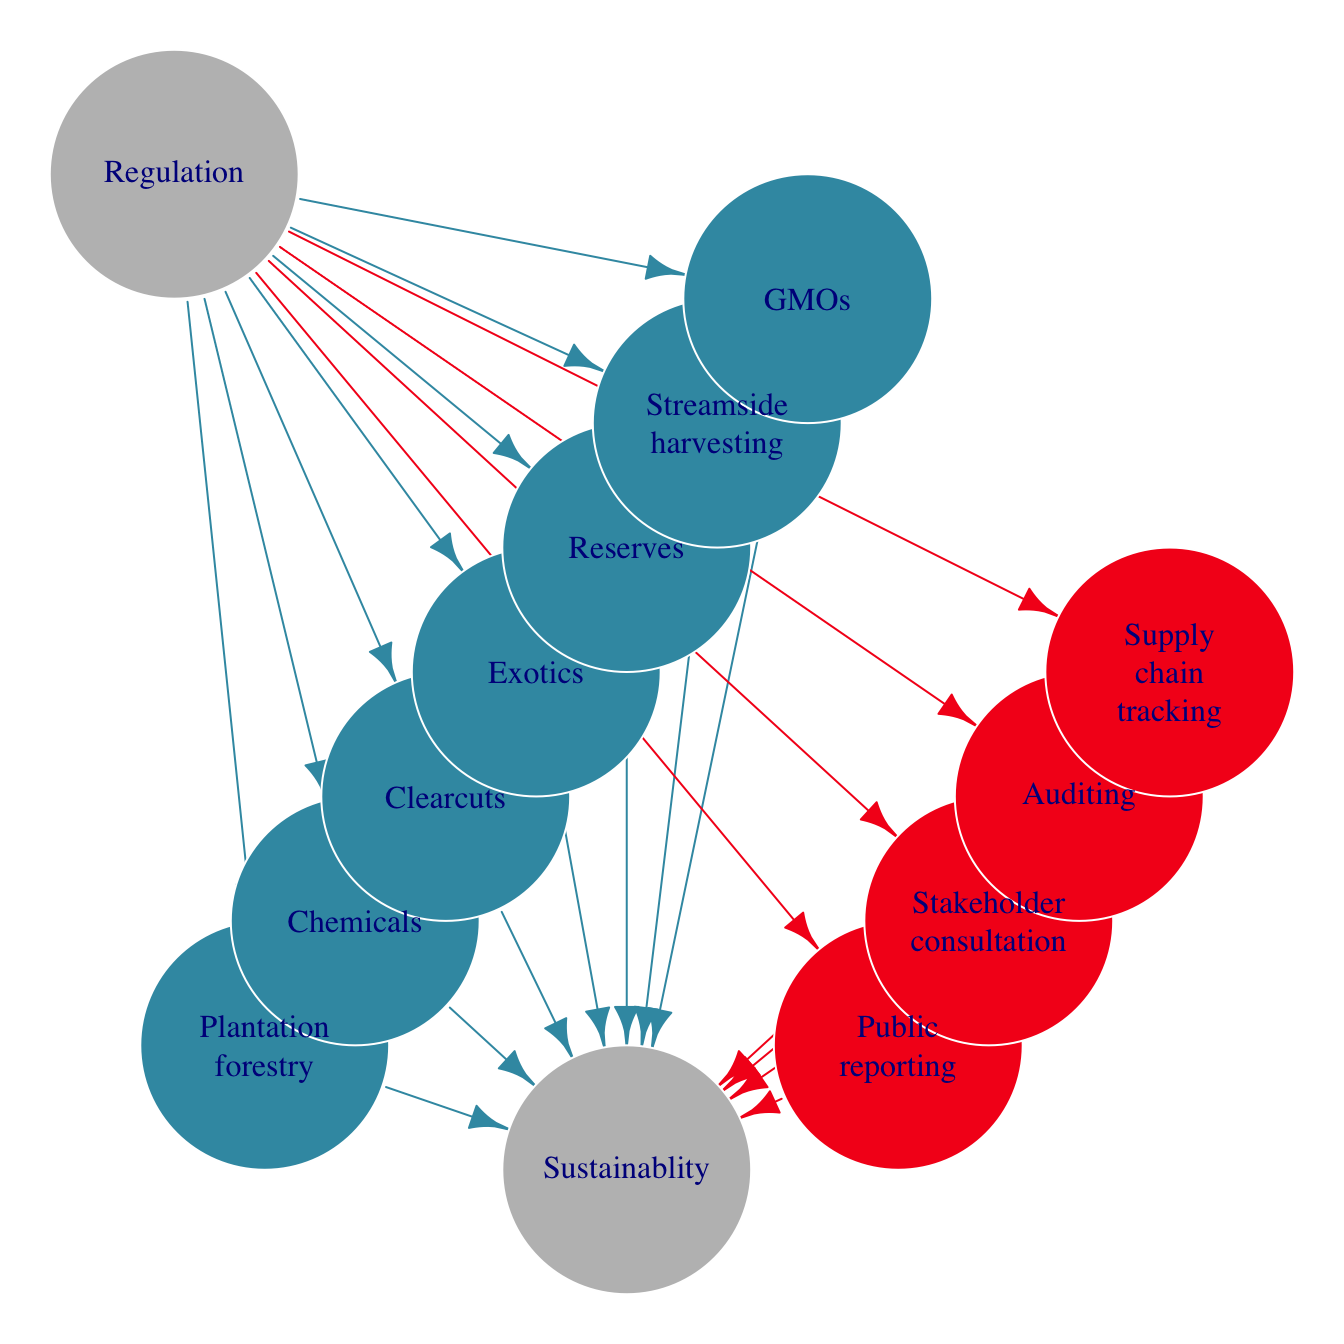 Regulation
GMOs
Streamside
harvesting
Reserves
Supply
chain
tracking
Exotics
Auditing
Clearcuts
Stakeholder
consultation
Chemicals
Plantation
forestry
Public
reporting
Sustainablity